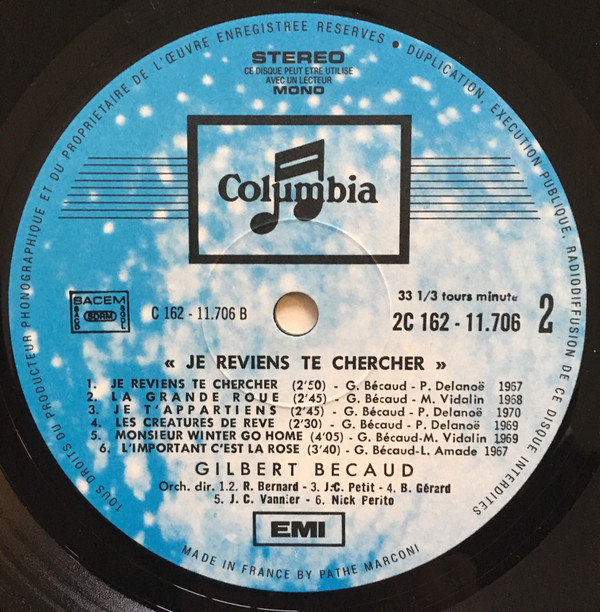 TOUS DROITS DU PRODUCTEUR PHONOGRAPHIQUE ET DU PROPRIETAIRE DE L'ŒUVRE ENREGISTREE RESERVES • DUPLICATION, EXECUTION PUBLIQUE, RADIODIFFUSION DE CE DISQUE INTERDITES
STEREO
CE DISQUE PEUT ETRE UTILISE
AVEC UN LECTEUR
MONO
Columbia
33 1/3 tours minute
SACEM
SACD SDRM SGDL
C 162 - 11.706 B
2C 162 - 11.706 2
« JE REVIENS TE CHERCHER »
1. JE REVIENS TE CHERCHER (2'50) - G. Bécaud - P. Delanoë 1967
2. LA GRANDE ROUE (2'45) - G. Bécaud - M. Vidalin 1968
3. JE T'APPARTIENS (2'45) - G. Bécaud - P. Delanoë 1970
4. LES CREATURES DE REVE (2'30) - G. Bécaud - P. Delanoë 1969
5. MONSIEUR WINTER GO HOME (4'05) - G. Bécaud-M. Vidalin 1969
6. L'IMPORTANT C'EST LA ROSE (3'40) - G. Bécaud-L. Amade 1967
GILBERT BECAUD
Orch. dir. 1.2. R. Bernard - 3. J.C. Petit - 4. B. Gérard
5. J. C. Vannier - 6. Nick Perito
EMI
MADE IN FRANCE BY PATHE MARCONI